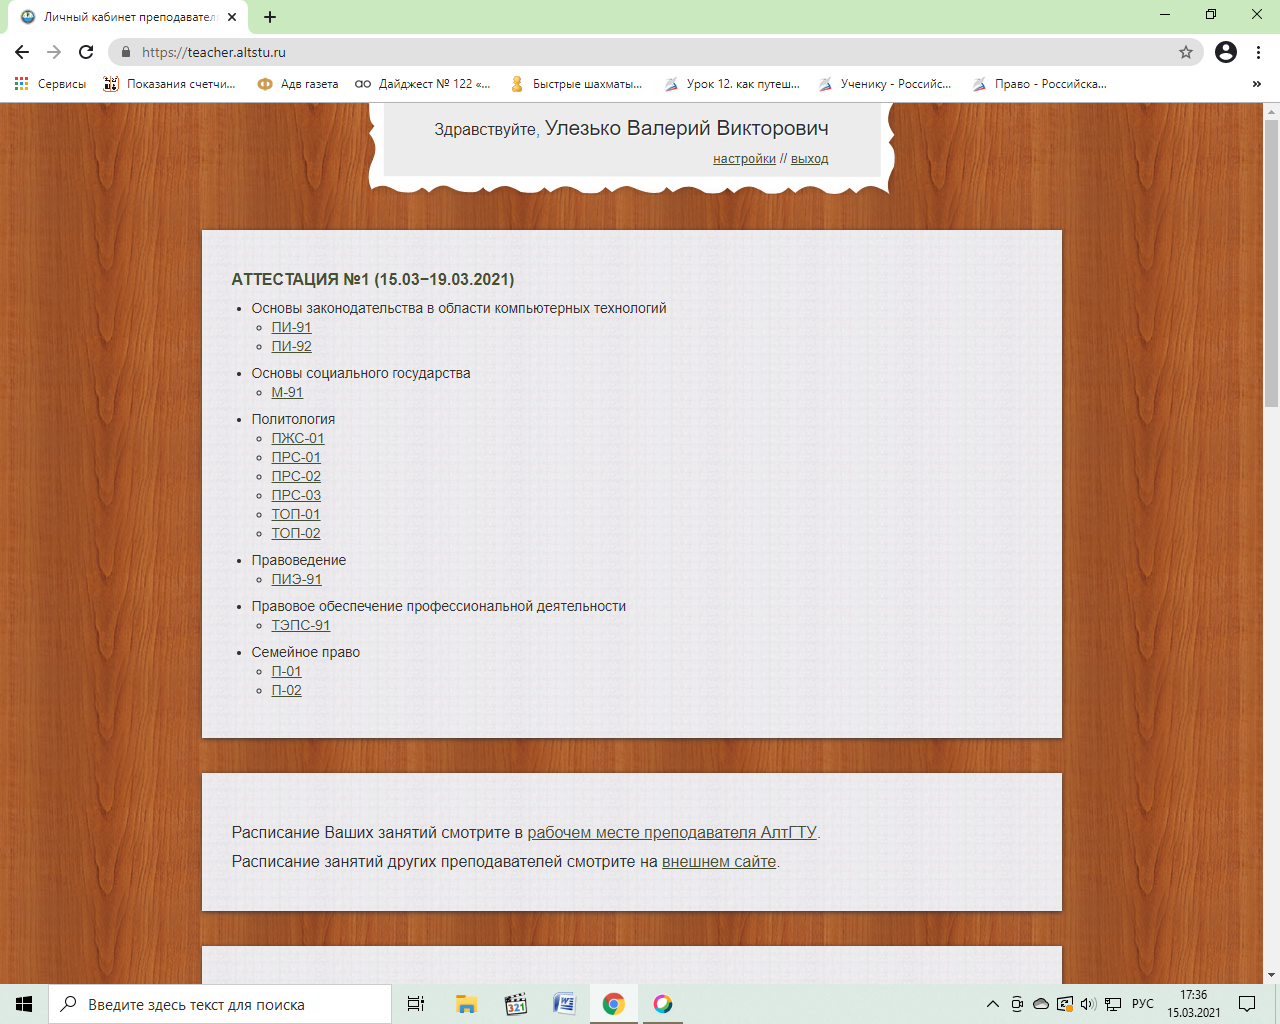 Личный кабинет преподавател
https://teacher.altstu.ru
Сервисы Показания счетчи... Адв газета Дайджест № 122 «... Быстрые шахматы... Урок 12. как путеш... Ученику - Российс... Право - Российска... »
Здравствуйте, Улезько Валерий Викторович
настройки // выход
АТТЕСТАЦИЯ №1 (15.03–19.03.2021)
Основы законодательства в области компьютерных технологий
ПИ-91
ПИ-92
Основы социального государства
М-91
Политология
ПЖС-01
ПРС-01
ПРС-02
ПРС-03
ТОП-01
ТОП-02
Правоведение
ПИЭ-91
Правовое обеспечение профессиональной деятельности
ТЭПС-91
Семейное право
П-01
П-02
Расписание Ваших занятий смотрите в рабочем месте преподавателя АлтГТУ.
Расписание занятий других преподавателей смотрите на внешнем сайте.
Введите здесь текст для поиска
321
W
РУС
17:36
15.03.2021